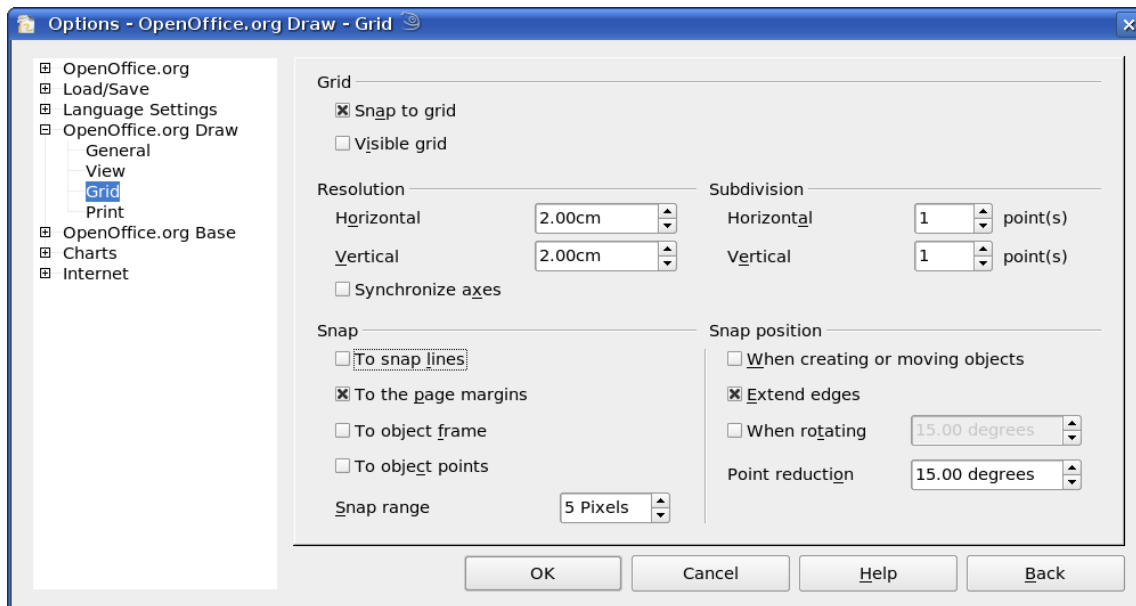 Options - OpenOffice.org Draw - Grid
OpenOffice.org
Load/Save
Language Settings
OpenOffice.org Draw
General
View
Grid
Print
OpenOffice.org Base
Charts
Internet
Grid
Snap to grid
Visible grid
Resolution
Horizontal 2.00cm
Vertical 2.00cm
Synchronize axes
Subdivision
Horizontal 1 point(s)
Vertical 1 point(s)
Snap
To snap lines
To the page margins
To object frame
To object points
Snap range 5 Pixels
Snap position
When creating or moving objects
Extend edges
When rotating 15.00 degrees
Point reduction 15.00 degrees
OK Cancel Help Back